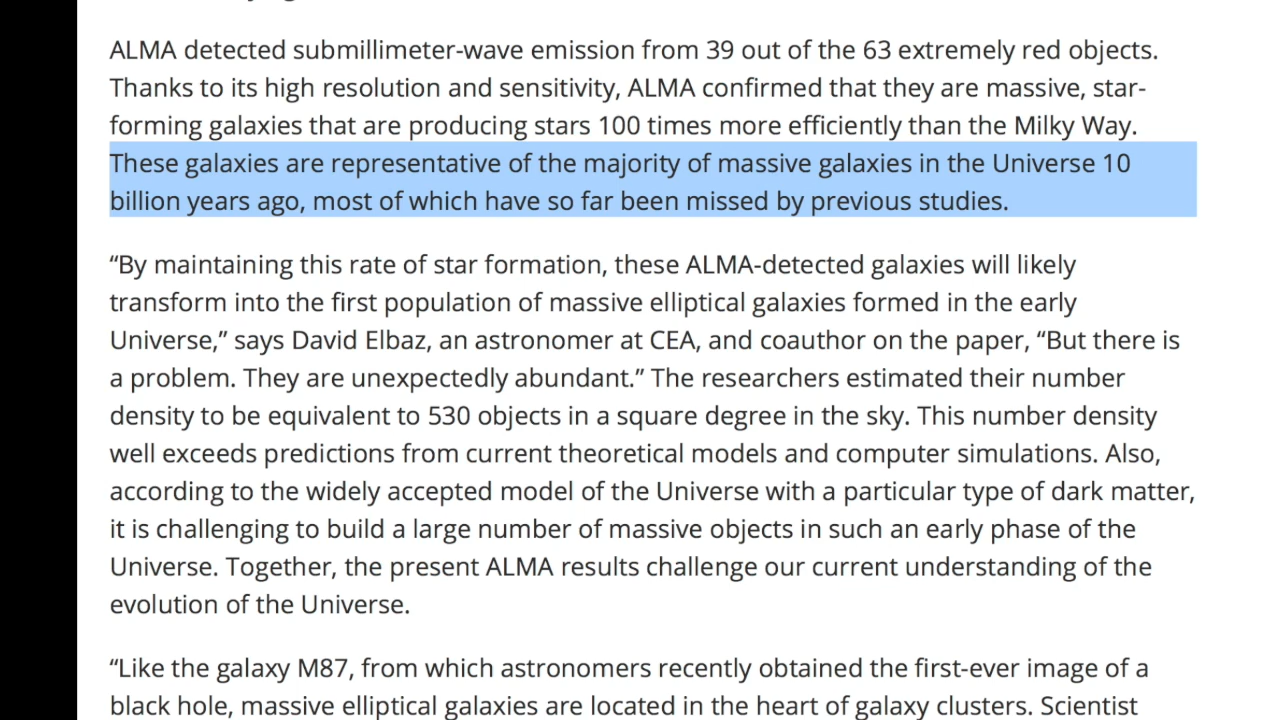 ALMA detected submillimeter-wave emission from 39 out of the 63 extremely red objects.
Thanks to its high resolution and sensitivity, ALMA confirmed that they are massive, star-
forming galaxies that are producing stars 100 times more efficiently than the Milky Way.
These galaxies are representative of the majority of massive galaxies in the Universe 10
billion years ago, most of which have so far been missed by previous studies.
“By maintaining this rate of star formation, these ALMA-detected galaxies will likely
transform into the first population of massive elliptical galaxies formed in the early
Universe,” says David Elbaz, an astronomer at CEA, and coauthor on the paper, “But there is
a problem. They are unexpectedly abundant.” The researchers estimated their number
density to be equivalent to 530 objects in a square degree in the sky. This number density
well exceeds predictions from current theoretical models and computer simulations. Also,
according to the widely accepted model of the Universe with a particular type of dark matter,
it is challenging to build a large number of massive objects in such an early phase of the
Universe. Together, the present ALMA results challenge our current understanding of the
evolution of the Universe.
“Like the galaxy M87, from which astronomers recently obtained the first-ever image of a
black hole, massive elliptical galaxies are located in the heart of galaxy clusters. Scientist